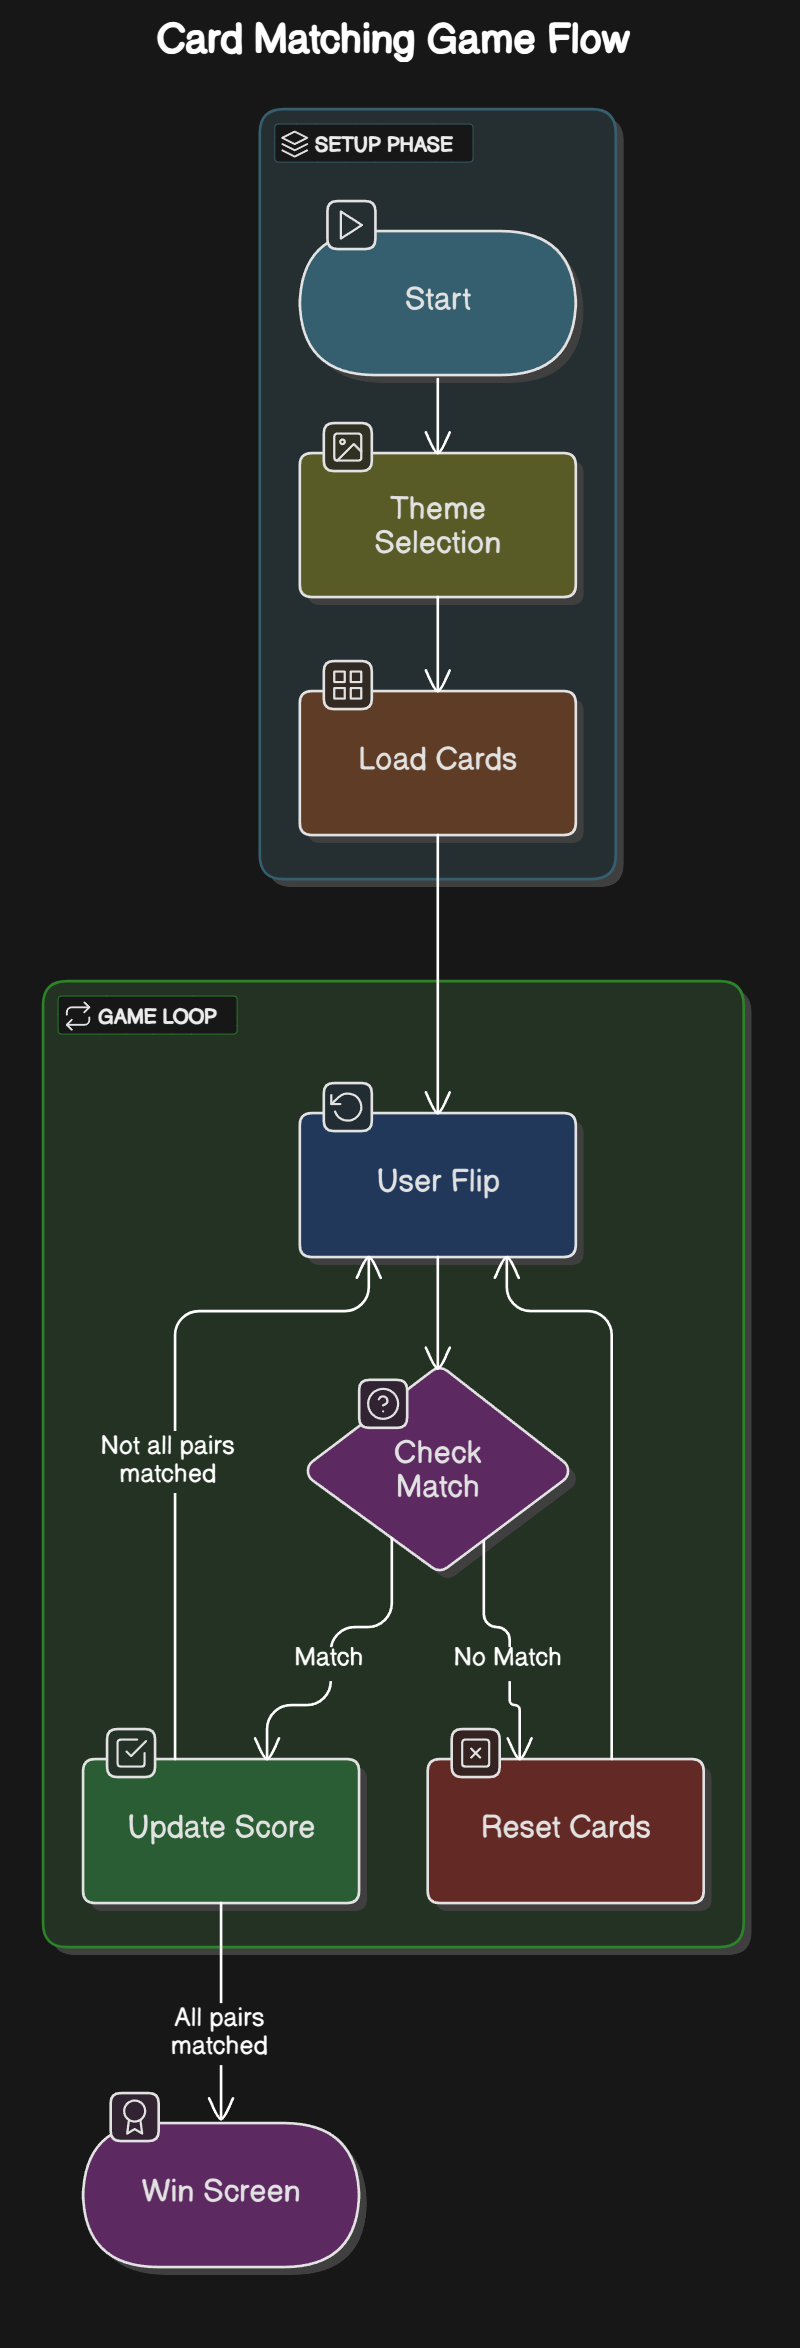 Card Matching Game Flow
SETUP PHASE
Start
Theme
Selection
Load Cards
GAME LOOP
User Flip
Check
Match
Not all pairs
matched
Match
No Match
Update Score
Reset Cards
All pairs
matched
Win Screen